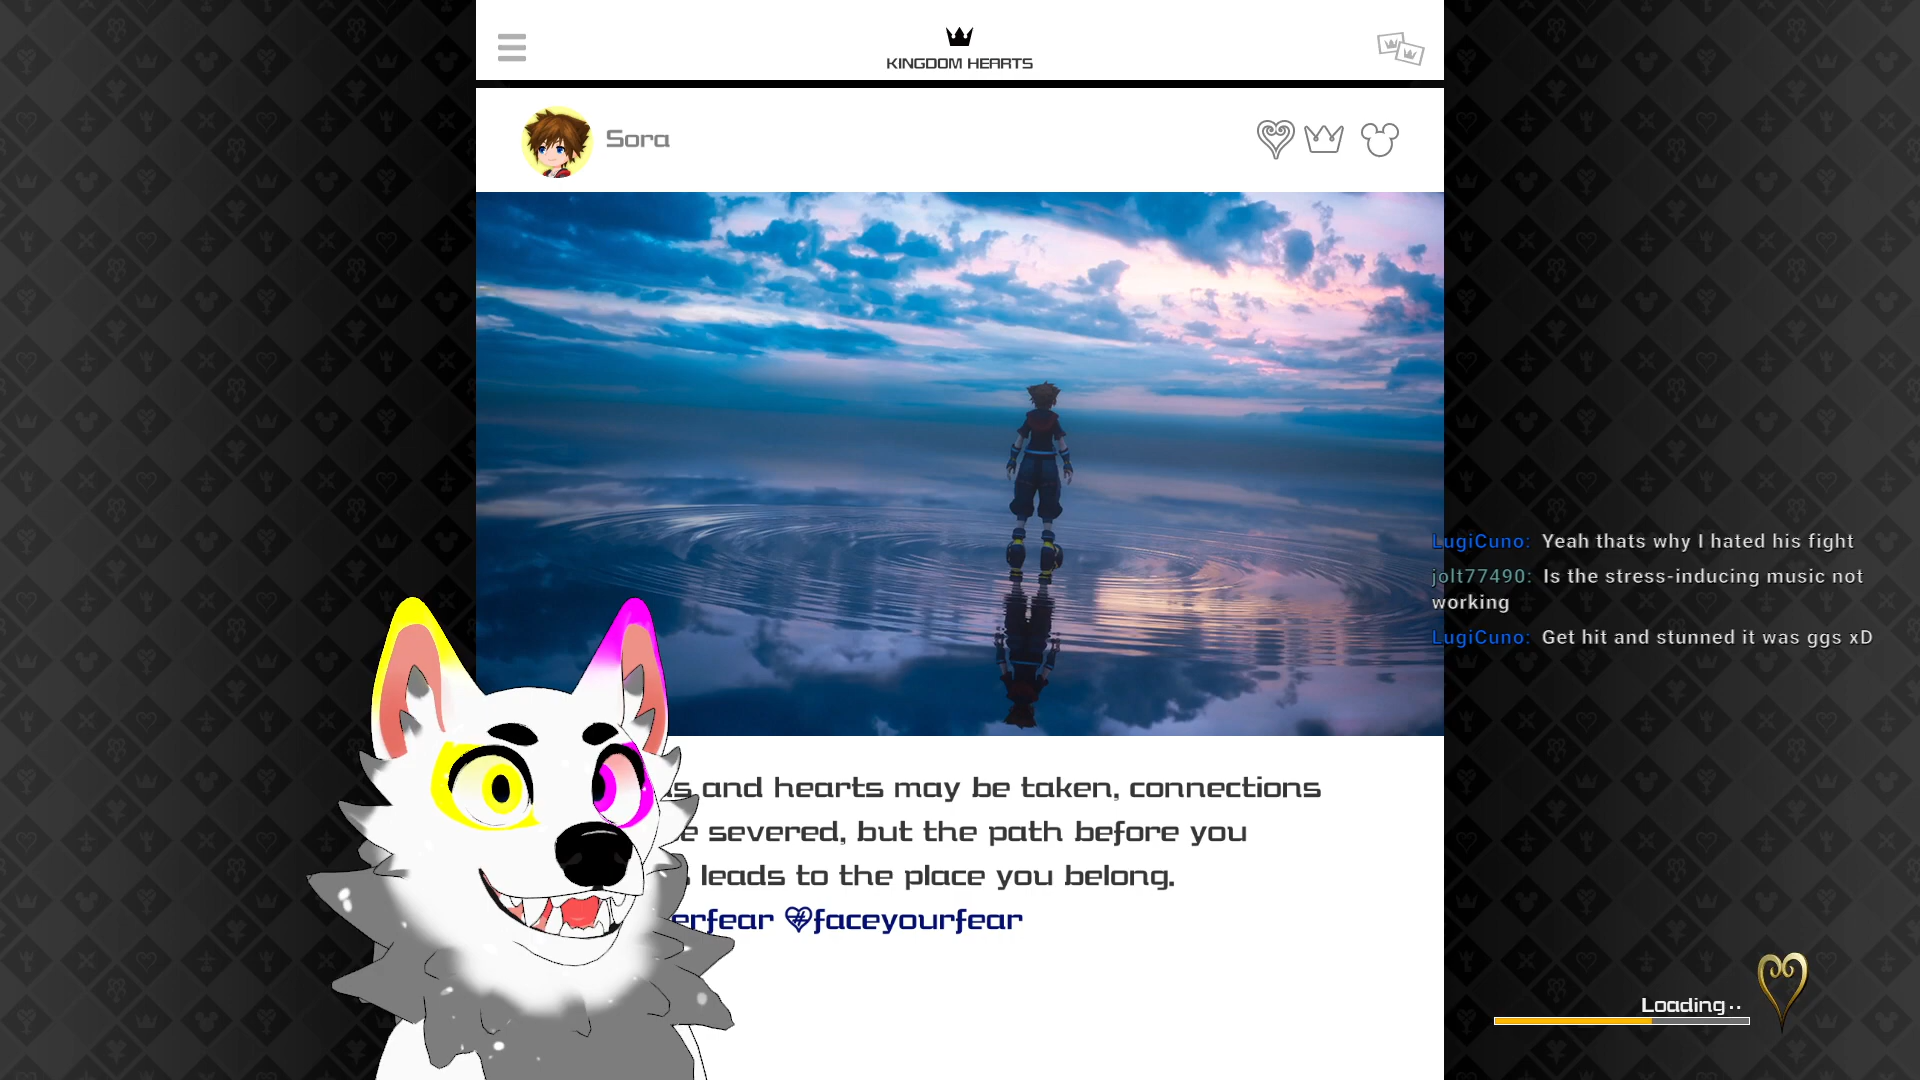 KINGDOM HEARTS
Sora
and hearts may be taken, connections
severed, but the path before you
leads to the place you belong.
faceyourfear
LugiCuno: Yeah thats why I hated his fight
jolt77490: Is the stress-inducing music not
working
LugiCuno: Get hit and stunned it was ggs xD
Loading..